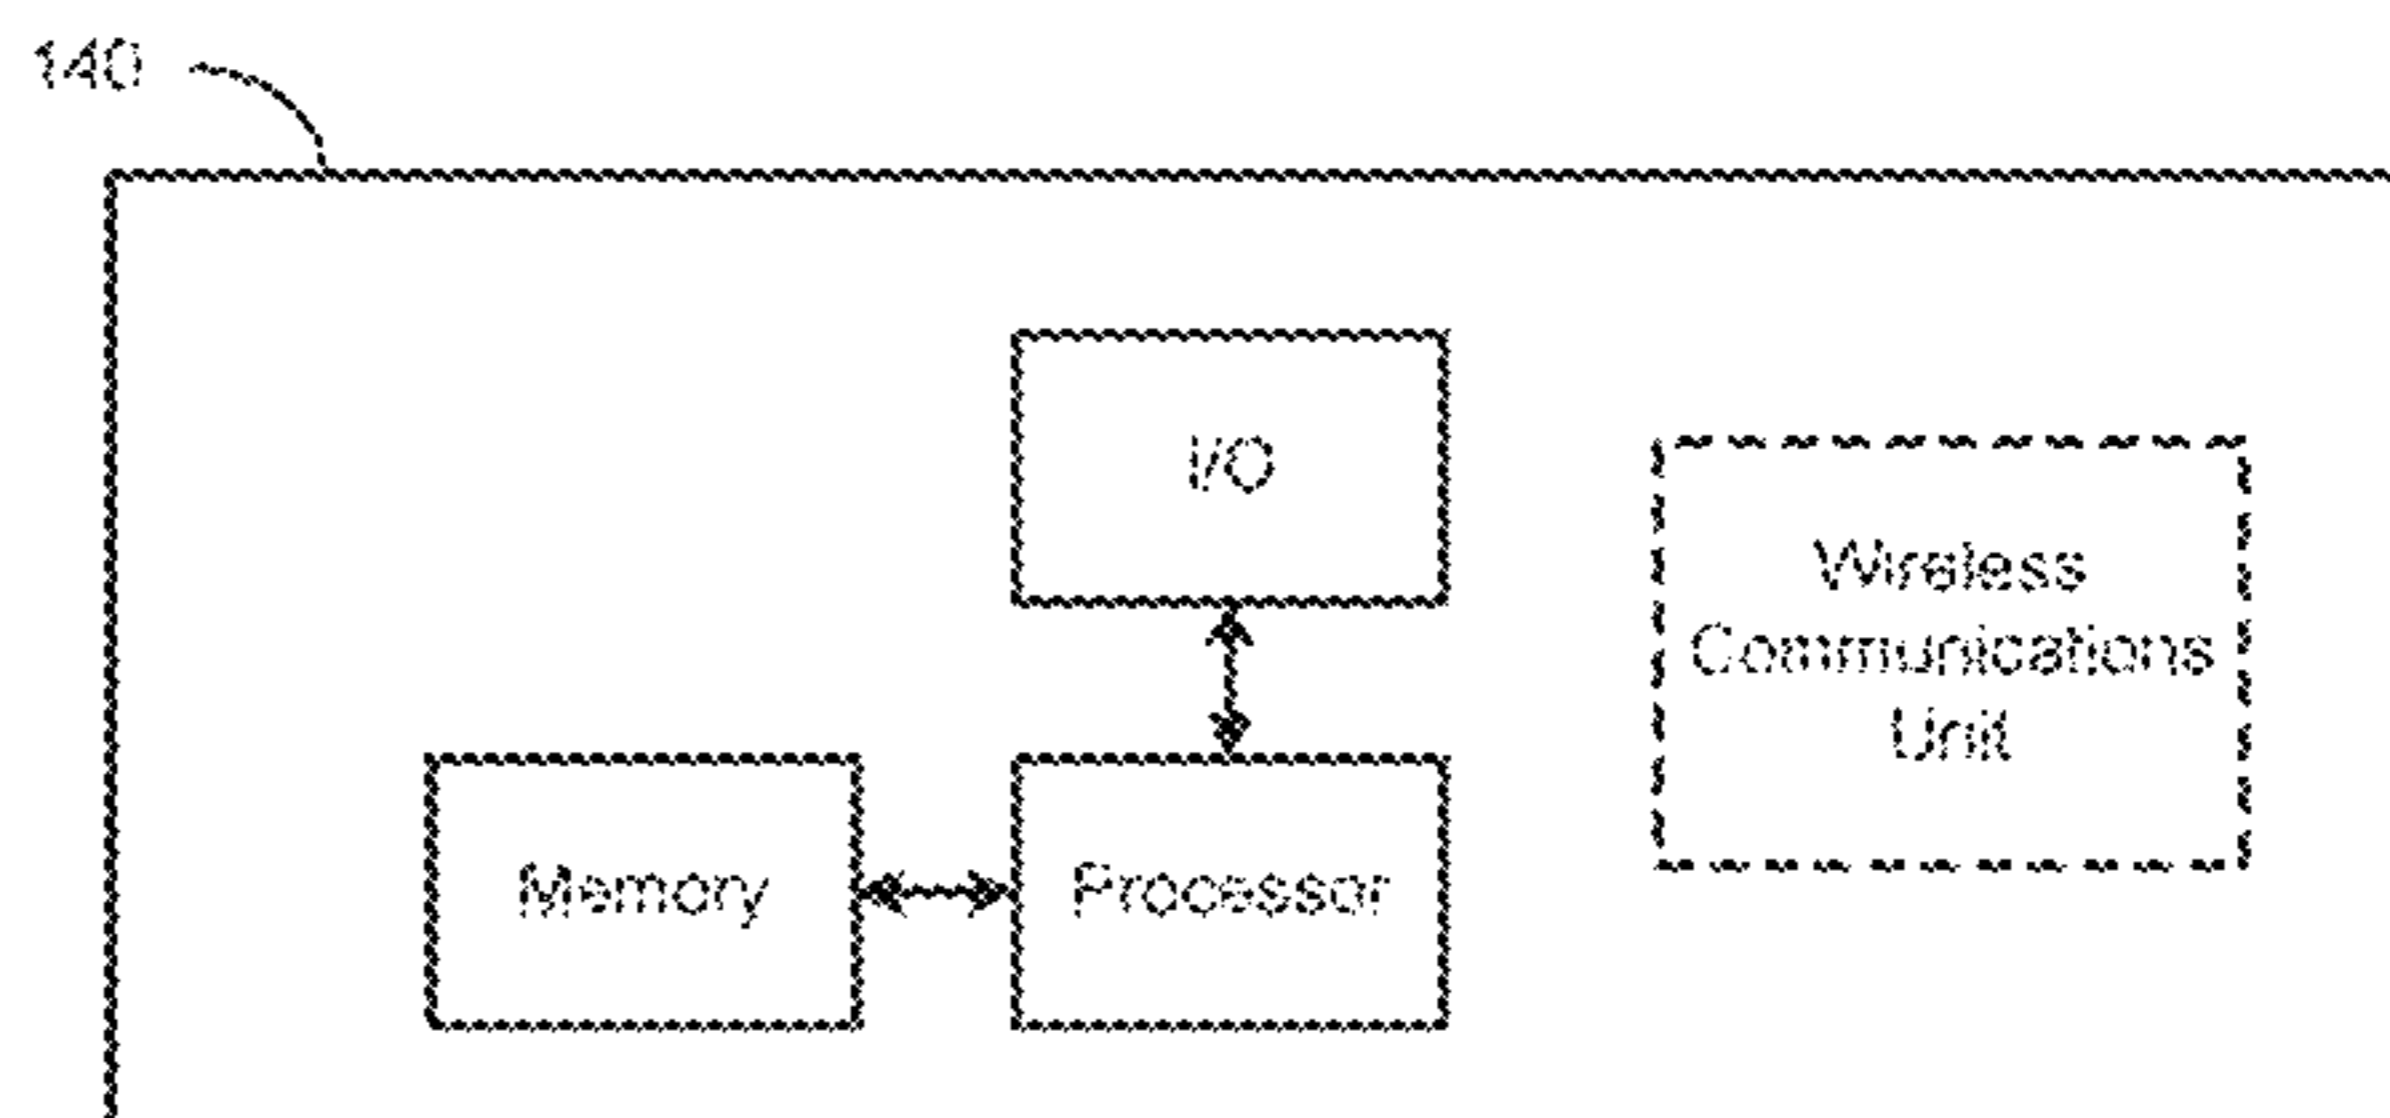 140
I/O
Wireless
Communications
Unit
Memory
Processor